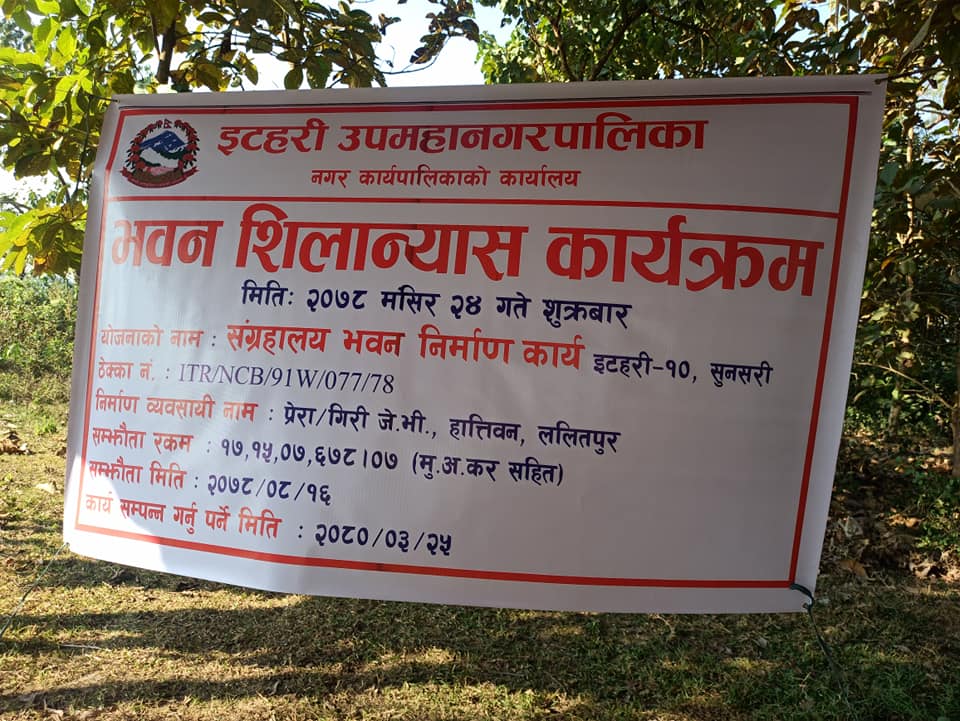 इटहरी उपमहानगरपालिका
नगर कार्यपालिकाको कार्यालय
भवन शिलान्यास कार्यक्रम
मितिः २०७८ मंसिर २४ गते शुक्रबार
योजनाको नाम : संग्रहालय भवन निर्माण कार्य इटहरी-१०, सुनसरी
ठेक्का नं. : ITR/NCB/91W/077/78
निर्माण व्यवसायी नाम : प्रेरा/गिरी जे.भी., हात्तिवन, ललितपुर
सम्झौता रकम : १७,१५,०७,६७८।०७ (मु.अ.कर सहित)
सम्झौता मिति : २०७८/०८/१६
कार्य सम्पन्न गर्नु पर्ने मिति : २०८०/०३/२५